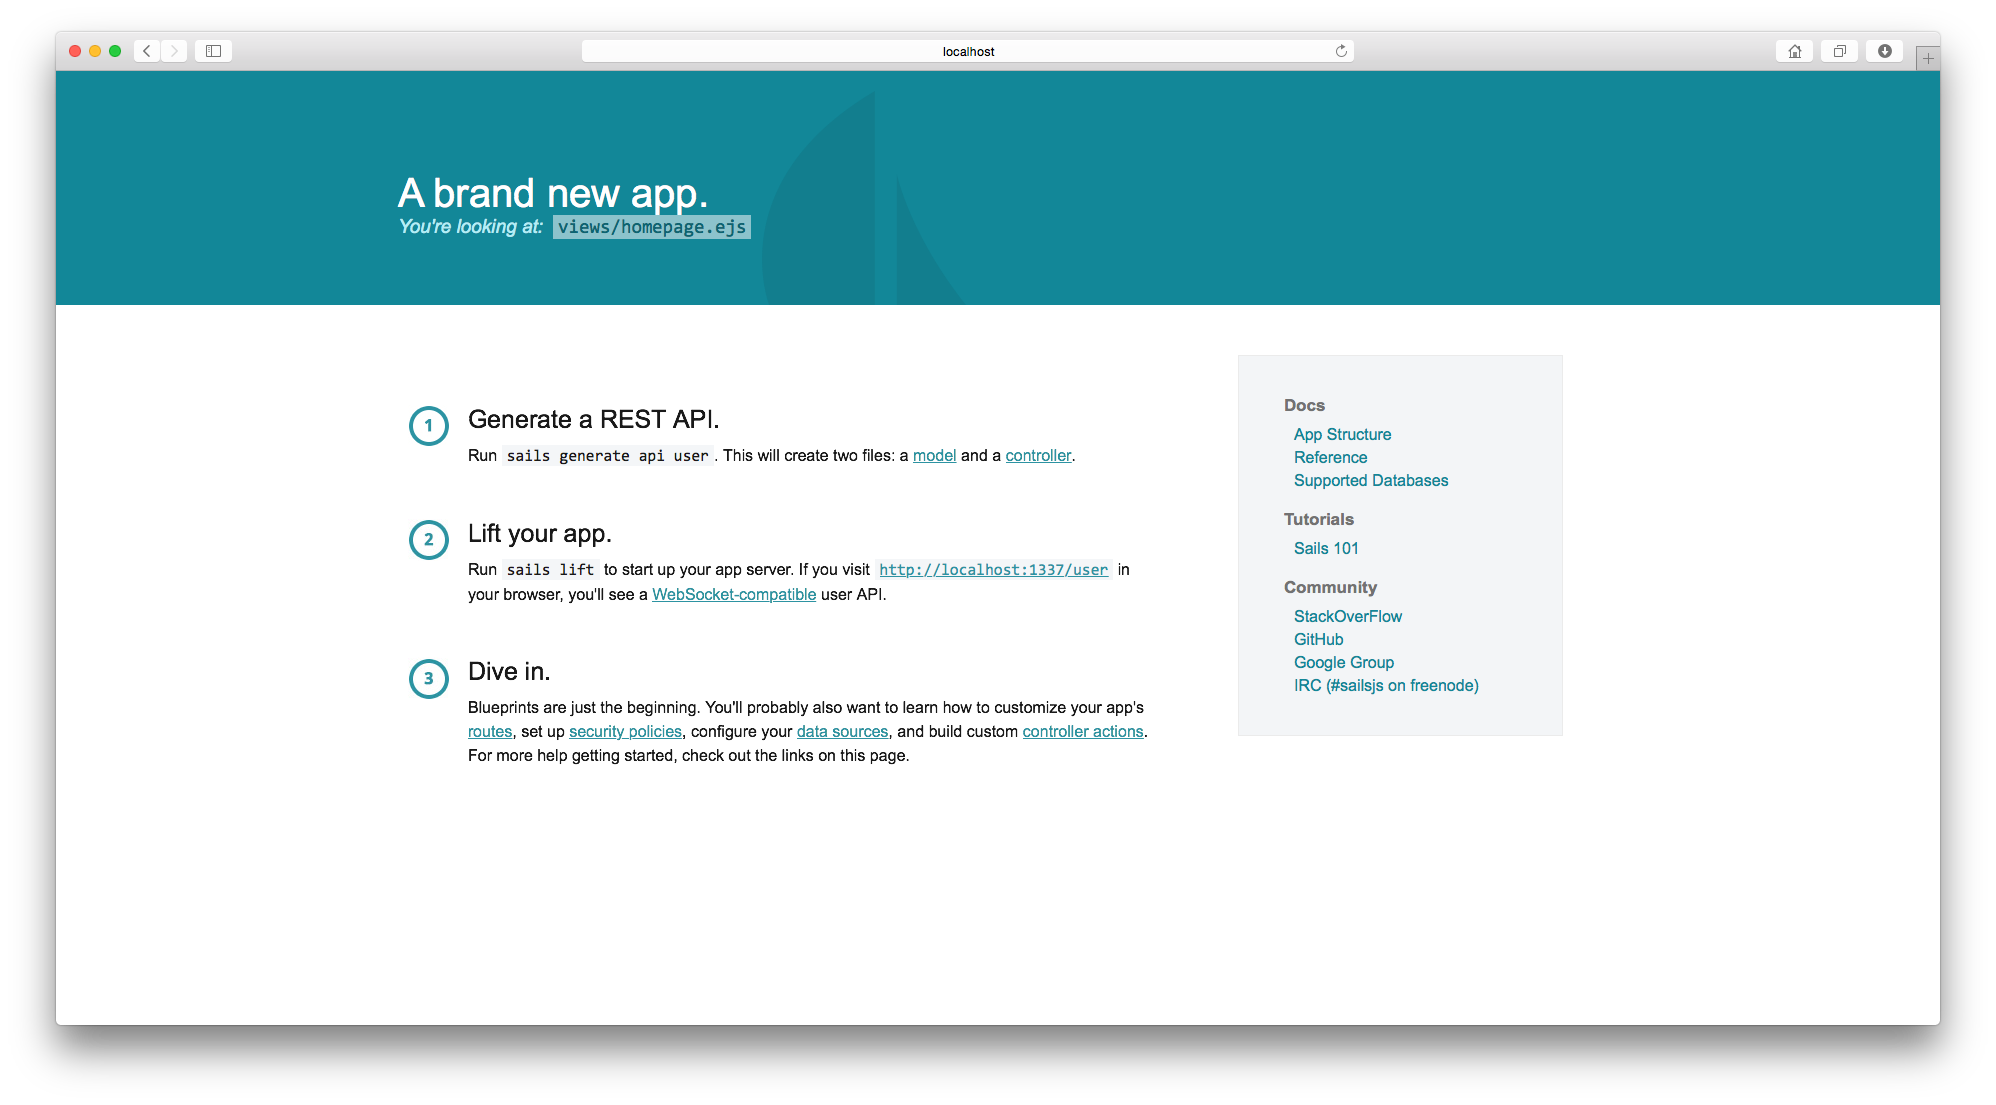 localhost
A brand new app.
You're looking at: views/homepage.ejs
1
Generate a REST API.
Run sails generate api user. This will create two files: a model and a controller.
2
Lift your app.
Run sails lift to start up your app server. If you visit http://localhost:1337/user in
your browser, you'll see a WebSocket-compatible user API.
3
Dive in.
Blueprints are just the beginning. You'll probably also want to learn how to customize your app's
routes, set up security policies, configure your data sources, and build custom controller actions.
For more help getting started, check out the links on this page.
Docs
App Structure
Reference
Supported Databases
Tutorials
Sails 101
Community
StackOverFlow
GitHub
Google Group
IRC (#sailsjs on freenode)